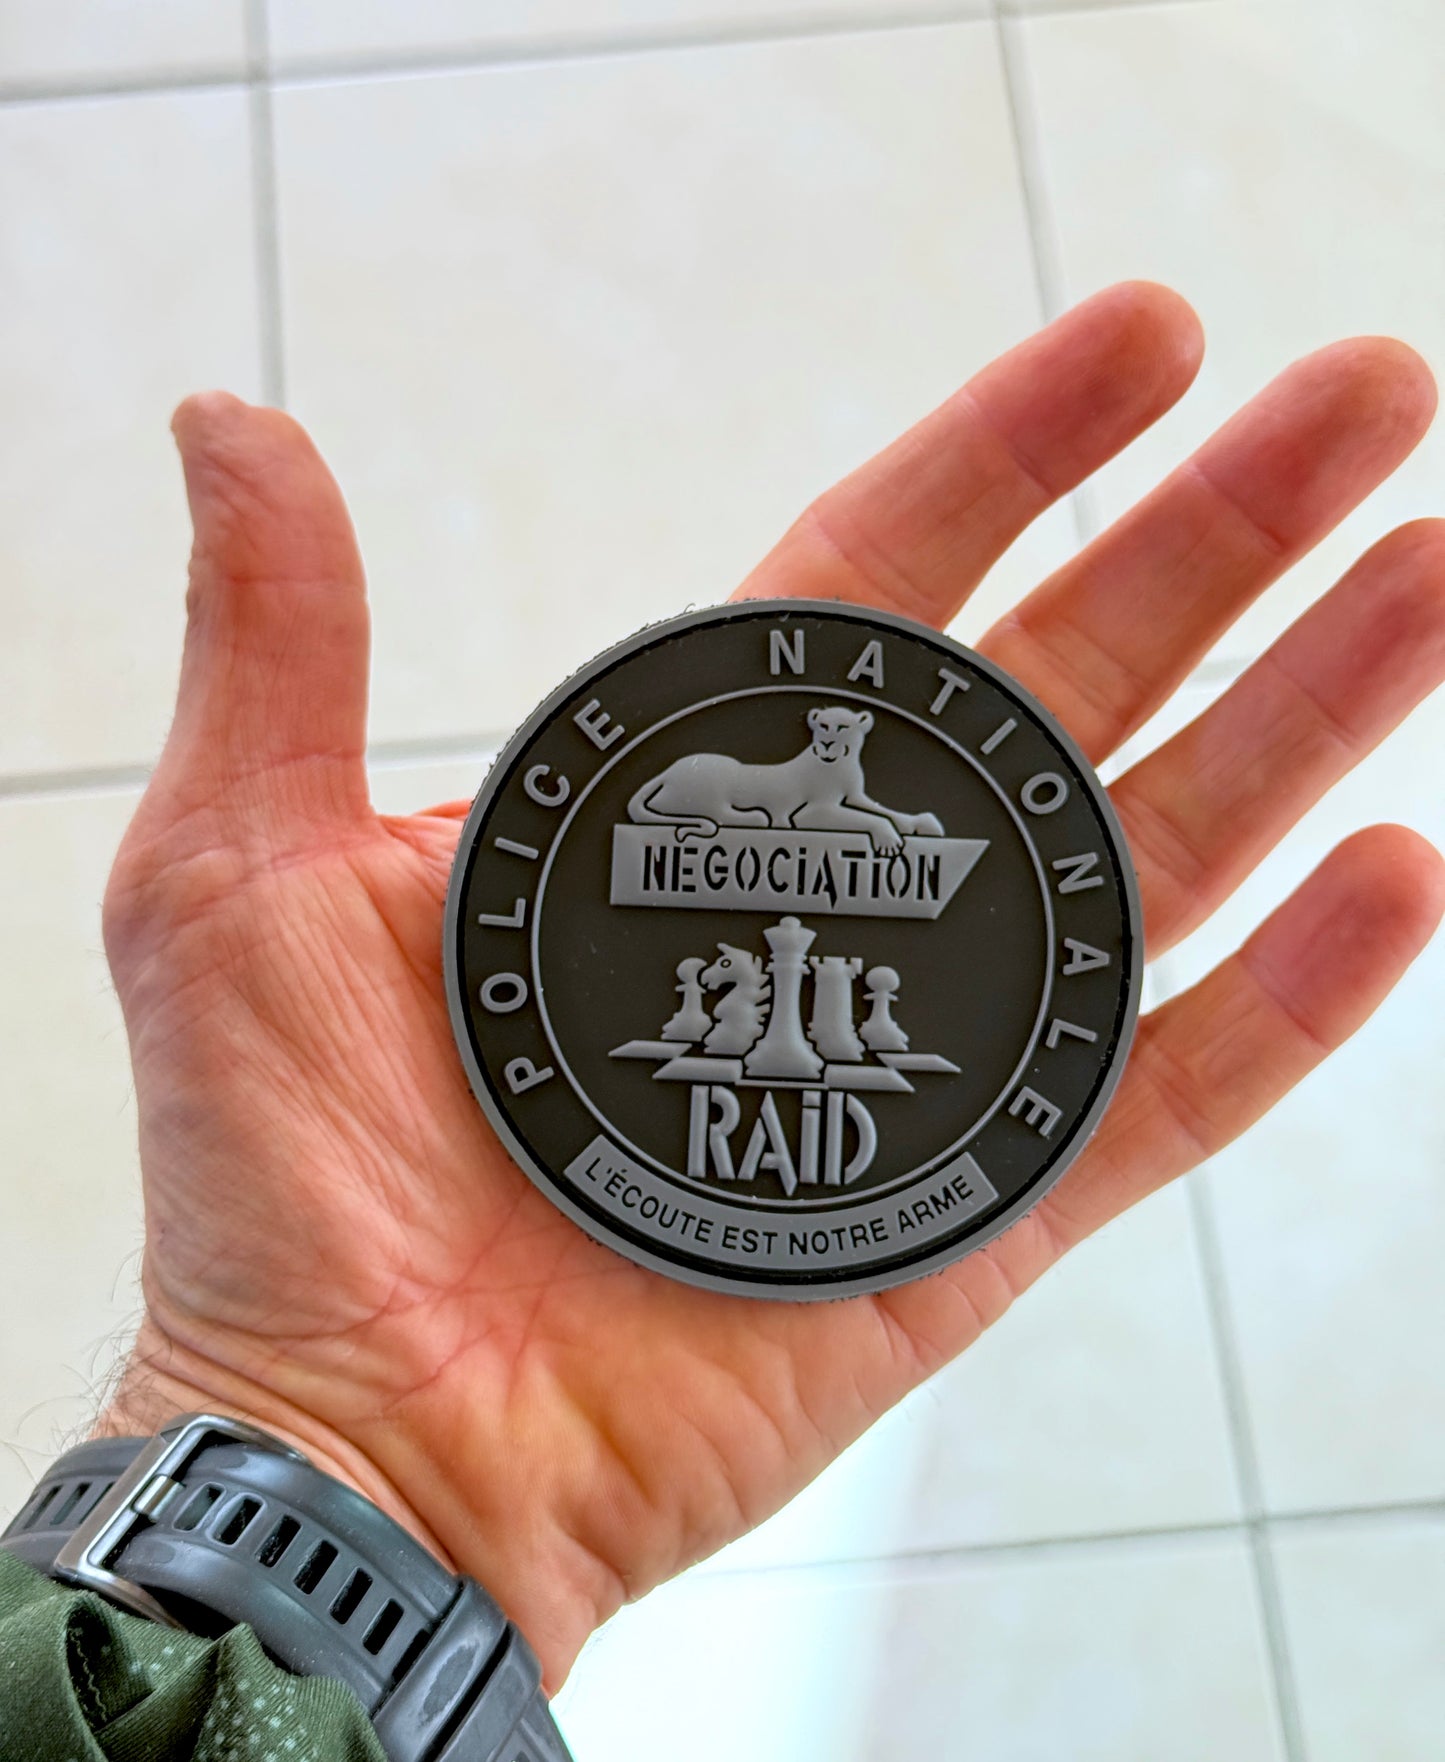 POLICE NATIONALE
NEGOCiATiON
RAiD
L'ÉCOUTE EST NOTRE ARME